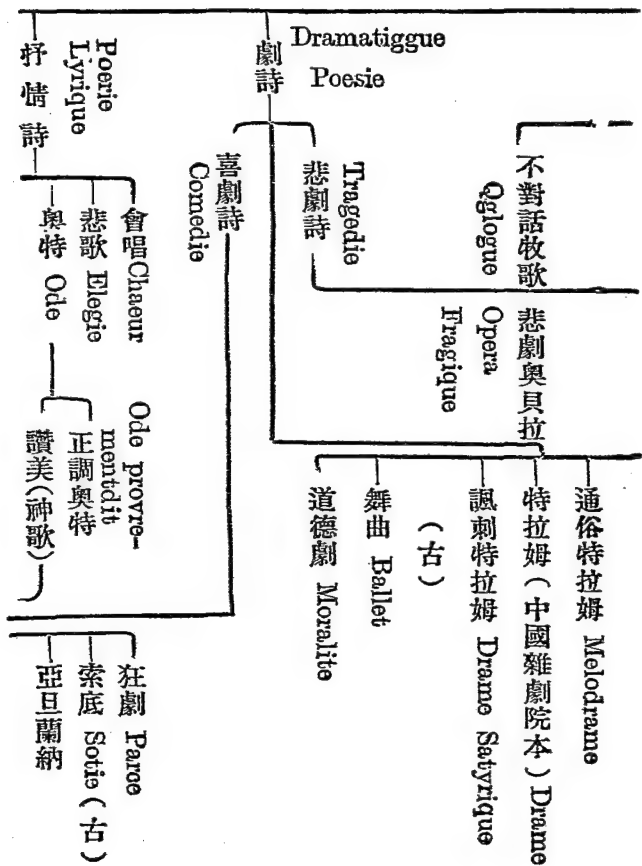 不對話牧歌
Oglogue
悲劇奧貝拉
Opera
Fragique
通俗特拉姆 Melodrame
特拉姆(中國雜劇院本)Drame
諷刺特拉姆 Drame Satyrique
(古)
舞曲 Ballet
道德劇 Moralite
Dramatiggue
Poesie
劇詩
Tragedie
悲劇詩
喜劇詩
Comedie
狂劇 Parce
索底 Sotie(古)
亞旦蘭納
Poerie
Lyrique
抒情詩
會唱Chaeur
悲歌 Elegie
奧特 Ode
Ode provre-
mentdit
正調奧特
讚美(神歌)